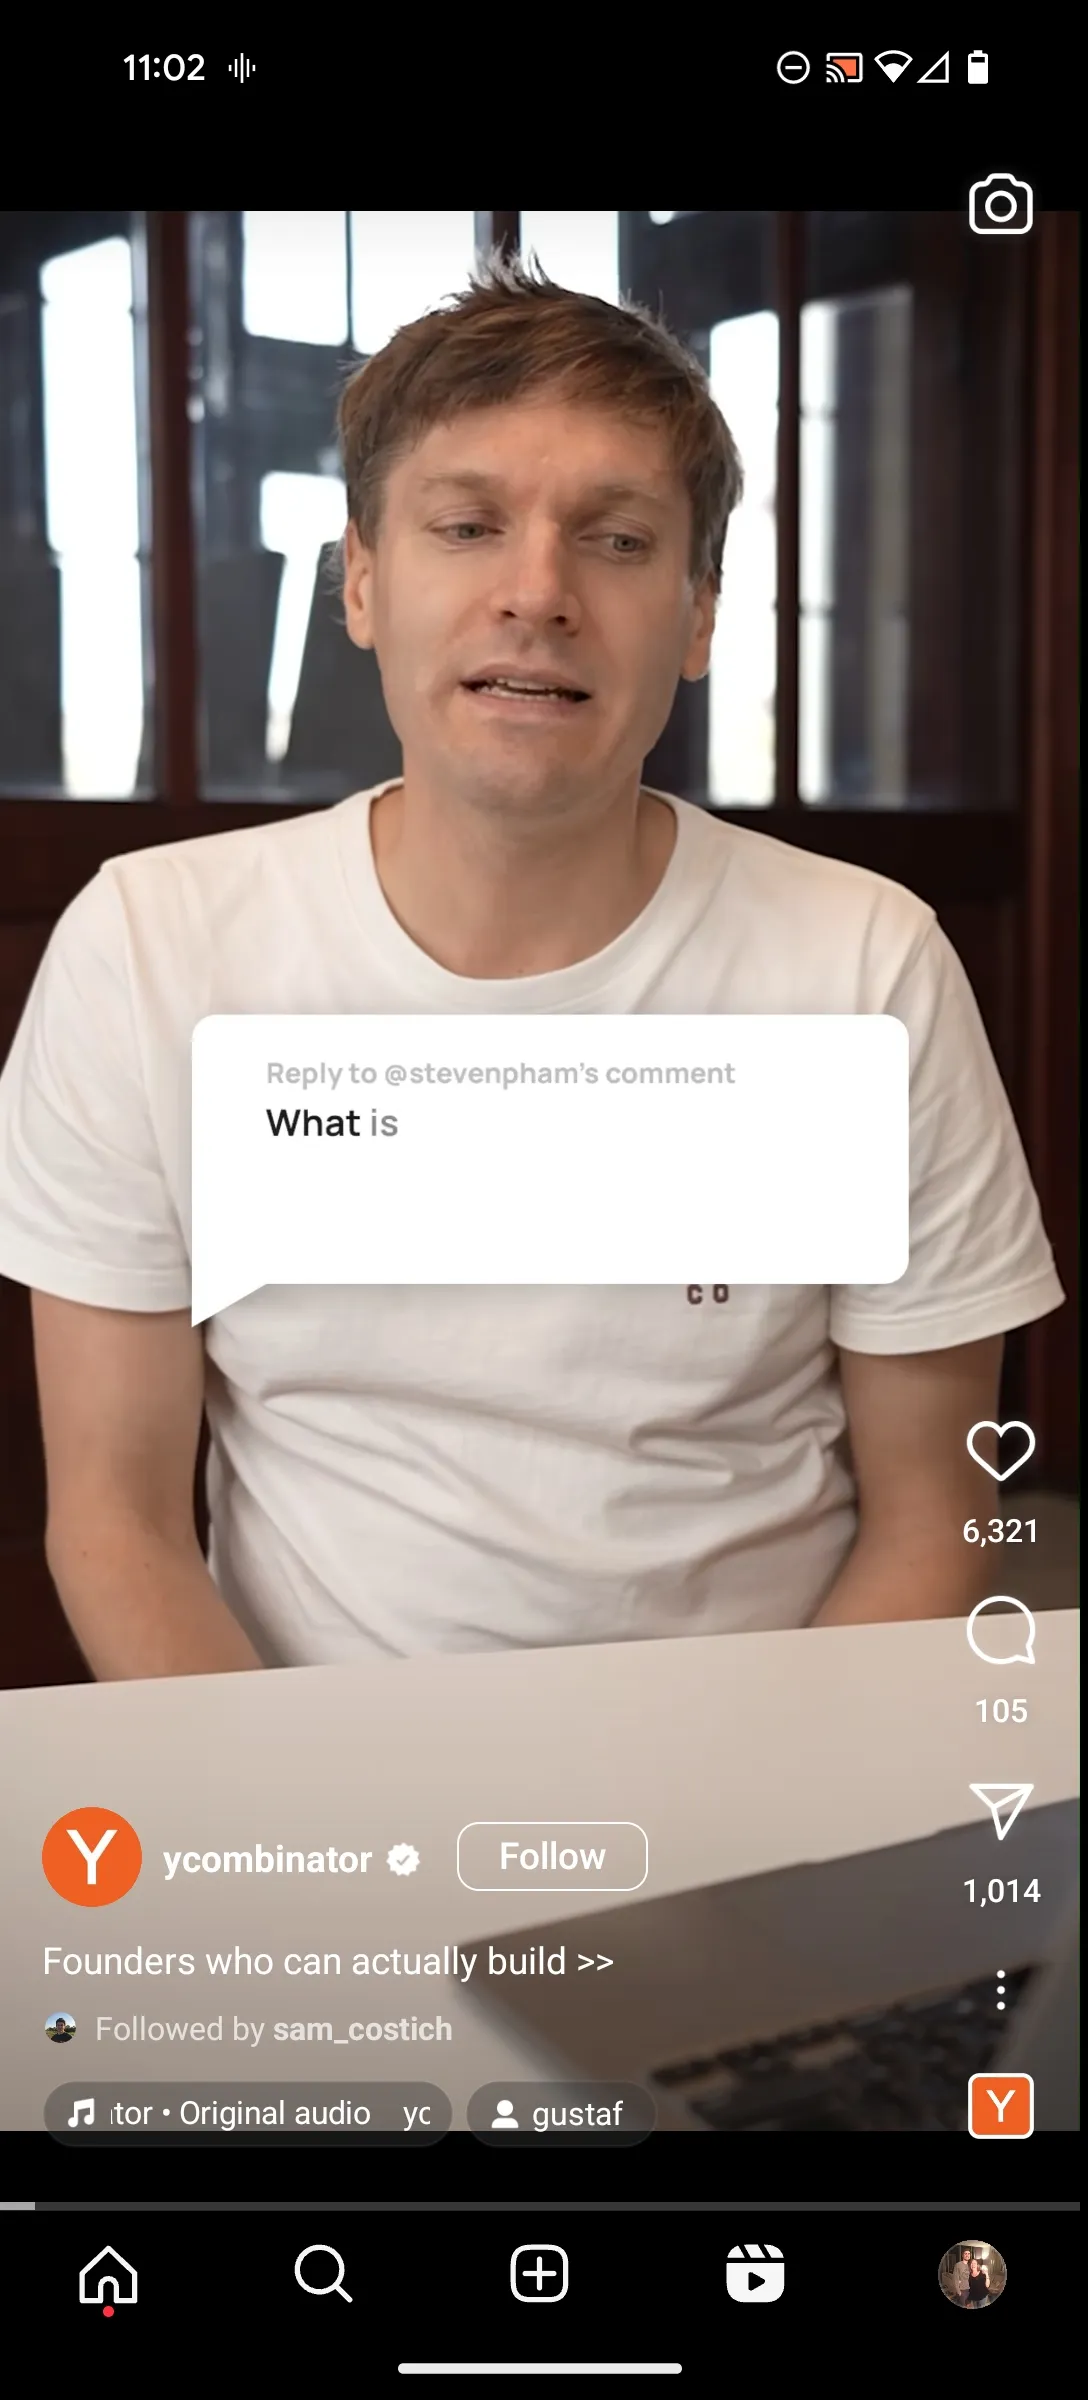 11:02
Reply to @stevenpham's comment
What is
CO
6,321
105
1,014
Y
ycombinator
Follow
Founders who can actually build >>
Followed by sam_costich
tor • Original audio yc
gustaf
Y